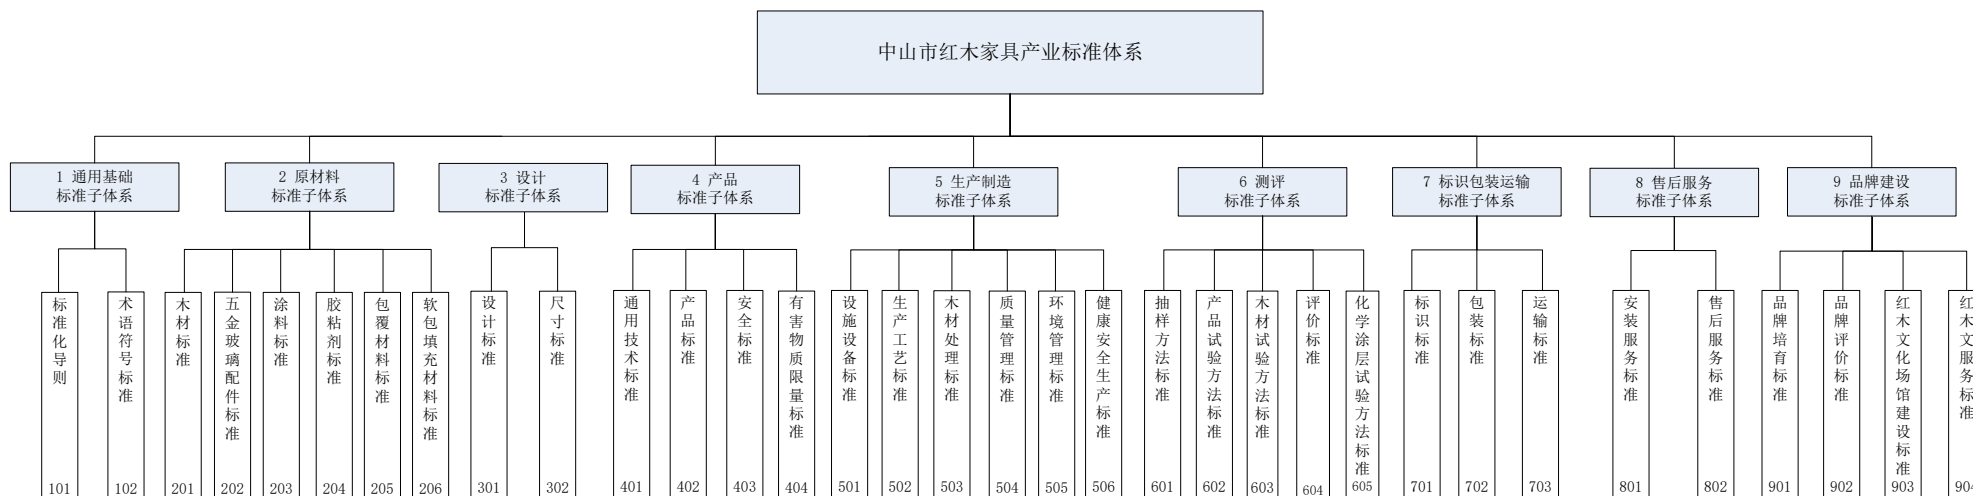 中山市红木家具产业标准体系
1 通用基础
标准子体系
2 原材料
标准子体系
3 设计
标准子体系
4 产品
标准子体系
5 生产制造
标准子体系
6 测评
标准子体系
7 标识包装运输
标准子体系
8 售后服务
标准子体系
9 品牌建设
标准子体系
标准化导则
101
术语符号标准
102
木材标准
201
五金玻璃配件标准
202
涂料标准
203
胶粘剂标准
204
包覆材料标准
205
软包填充材料标准
206
设计标准
301
尺寸标准
302
通用技术标准
401
产品标准
402
安全标准
403
有害物质限量标准
404
设施设备标准
501
生产工艺标准
502
木材处理标准
503
质量管理标准
504
环境管理标准
505
健康安全生产标准
506
抽样方法标准
601
产品试验方法标准
602
木材试验方法标准
603
评价标准
604
化学涂层试验方法标准
605
标识标准
701
包装标准
702
运输标准
703
安装服务标准
801
售后服务标准
802
品牌培育标准
901
品牌评价标准
902
红木文化场馆建设标准
903
红木文服务标准
904